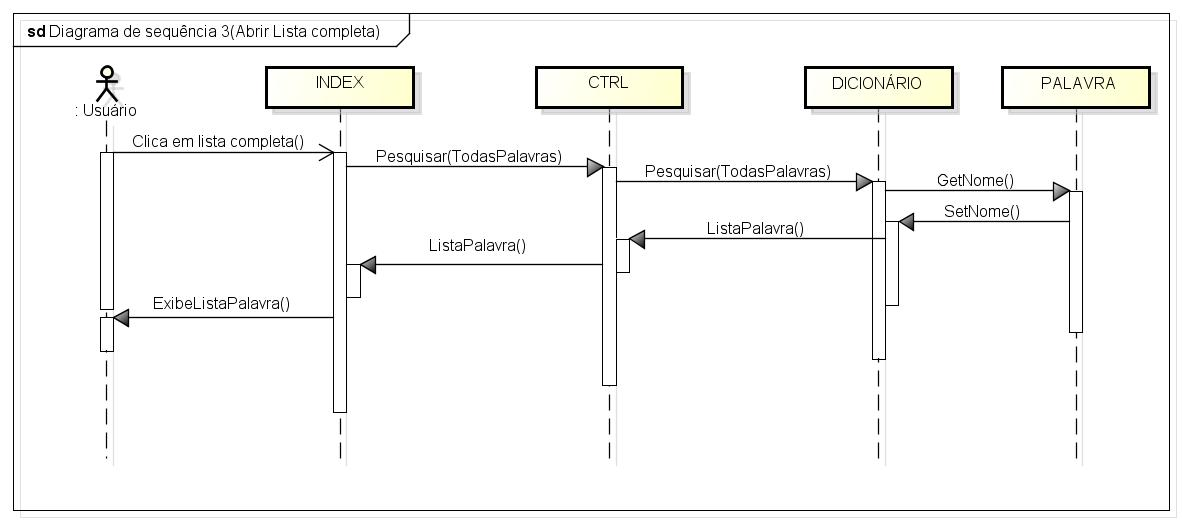 sd Diagrama de sequência 3(Abrir Lista completa)
: Usuário
INDEX
CTRL
DICIONÁRIO
PALAVRA
Clica em lista completa()
Pesquisar(TodasPalavras)
Pesquisar(TodasPalavras)
GetNome()
SetNome()
ListaPalavra()
ListaPalavra()
ExibeListaPalavra()